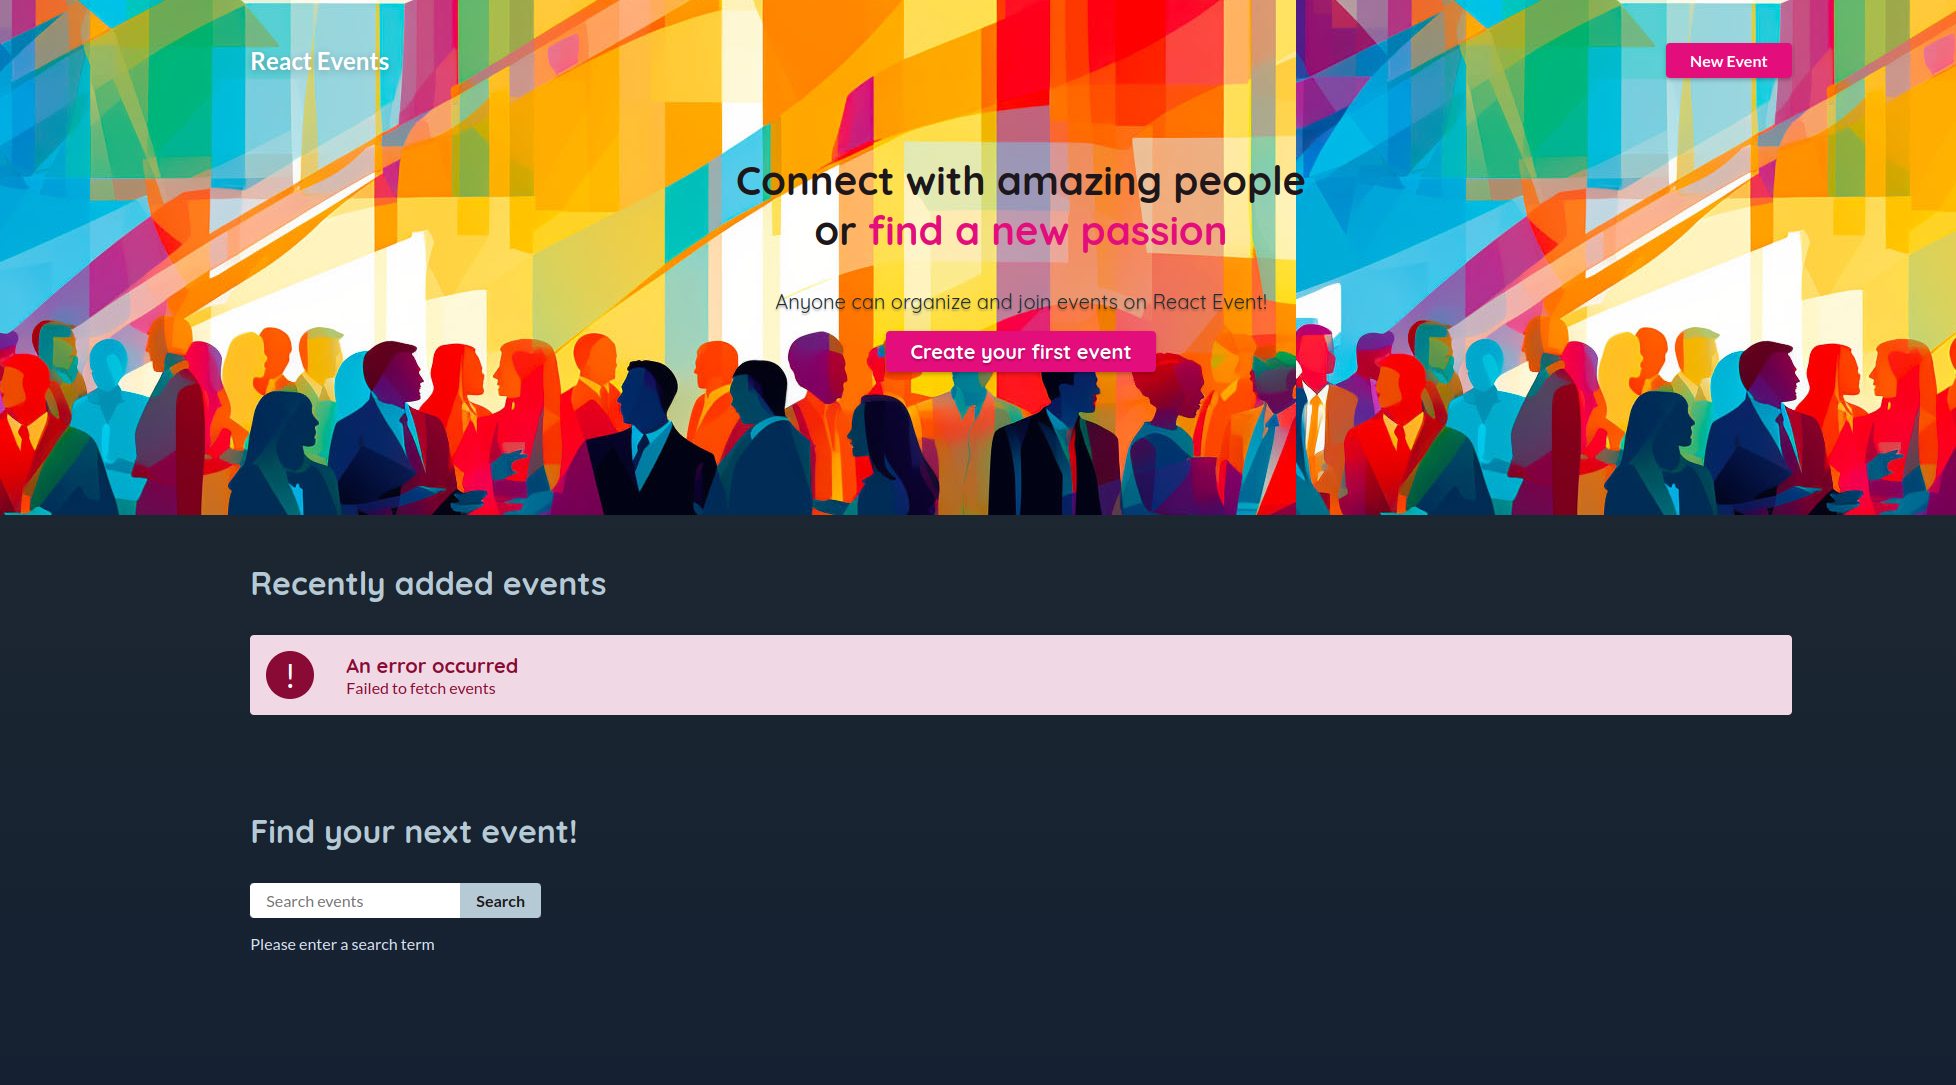 React Events
New Event
Connect with amazing people
or find a new passion
Anyone can organize and join events on React Event!
Create your first event
Recently added events
!
An error occurred
Failed to fetch events
Find your next event!
Search events
Search
Please enter a search term